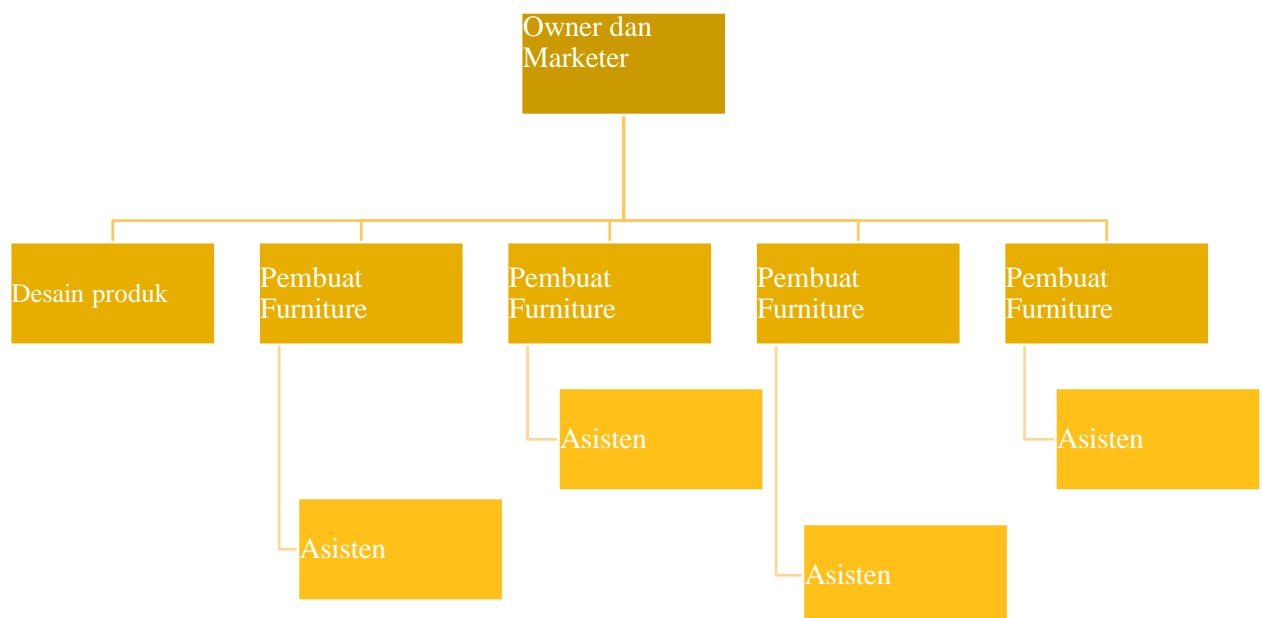 Owner dan
Marketer
Desain produk
Pembuat
Furniture
Pembuat
Furniture
Pembuat
Furniture
Pembuat
Furniture
Asisten
Asisten
Asisten
Asisten